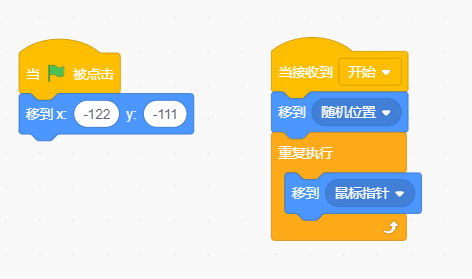 当 被点击
移到 x: -122 y: -111
当接收到 开始
移到 随机位置
重复执行
移到 鼠标指针